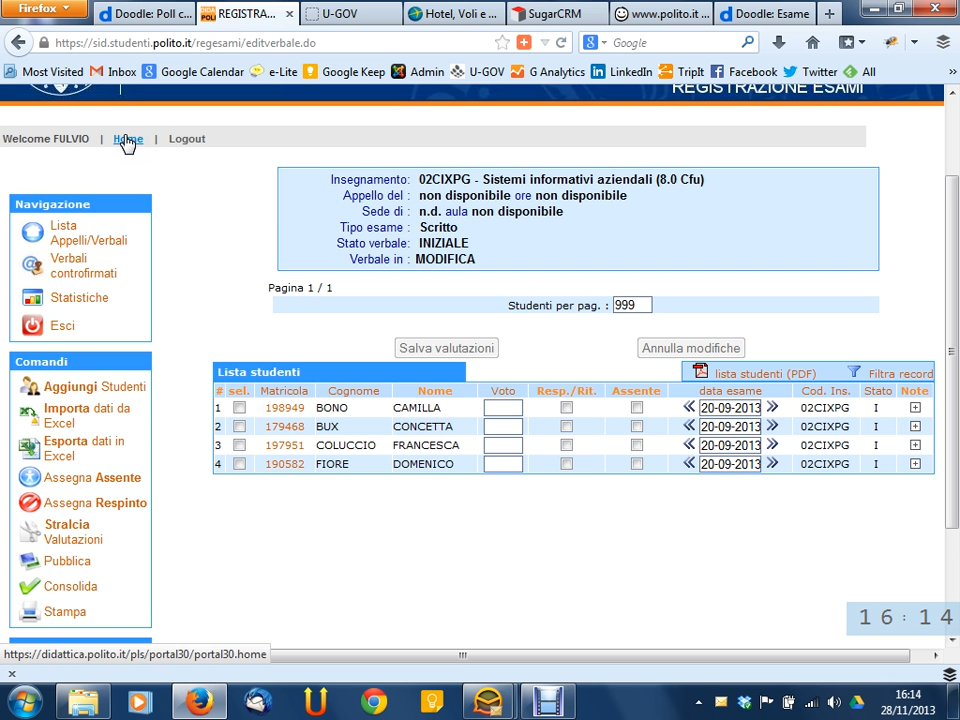 Firefox
Doodle: Poll c...
REGISTRA...
U-GOV
Hotel, Voli e ...
SugarCRM
www.polito.it ...
Doodle: Esame
https://sid.studenti.polito.it/regesami/editverbale.do
Google
Most Visited
Inbox
Google Calendar
e-Lite
Google Keep
Admin
U-GOV
G Analytics
LinkedIn
TripIt
Facebook
Twitter
All
REGISTRAZIONE ESAMI
Welcome FULVIO | Home | Logout
Insegnamento: 02CIXPG - Sistemi informativi aziendali (8.0 Cfu)
Appello del : non disponibile ore non disponibile
Sede di : n.d. aula non disponibile
Tipo esame : Scritto
Stato verbale: INIZIALE
Verbale in : MODIFICA
Navigazione
Lista
Appelli/Verbali
Verbali
controfirmati
Statistiche
Esci
Pagina 1 / 1
Studenti per pag. : 999
Salva valutazioni
Annulla modifiche
Comandi
Aggiungi Studenti
Importa dati da
Excel
Esporta dati in
Excel
Assegna Assente
Assegna Respinto
Stralcia
Valutazioni
Pubblica
Consolida
Stampa
Lista studenti
lista studenti (PDF)
Filtra record
# sel. Matricola Cognome Nome Voto Resp./Rit. Assente data esame Cod. Ins. Stato Note
1 198949 BONO CAMILLA 20-09-2013 02CIXPG I
2 179468 BUX CONCETTA 20-09-2013 02CIXPG I
3 197951 COLUCCIO FRANCESCA 20-09-2013 02CIXPG I
4 190582 FIORE DOMENICO 20-09-2013 02CIXPG I
16:14
https://didattica.polito.it/pls/portal30/portal30.home
16:14
28/11/2013